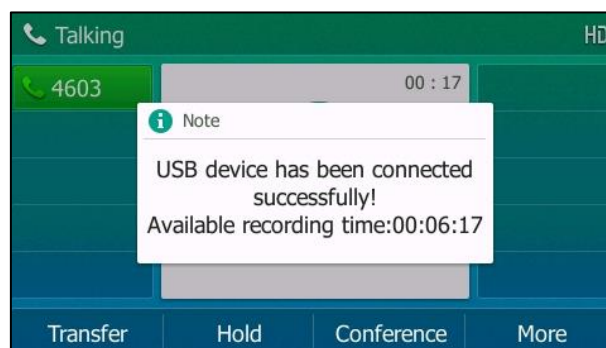 Talking
HD
4603
00 : 17
Note
USB device has been connected
successfully!
Available recording time:00:06:17
Transfer
Hold
Conference
More